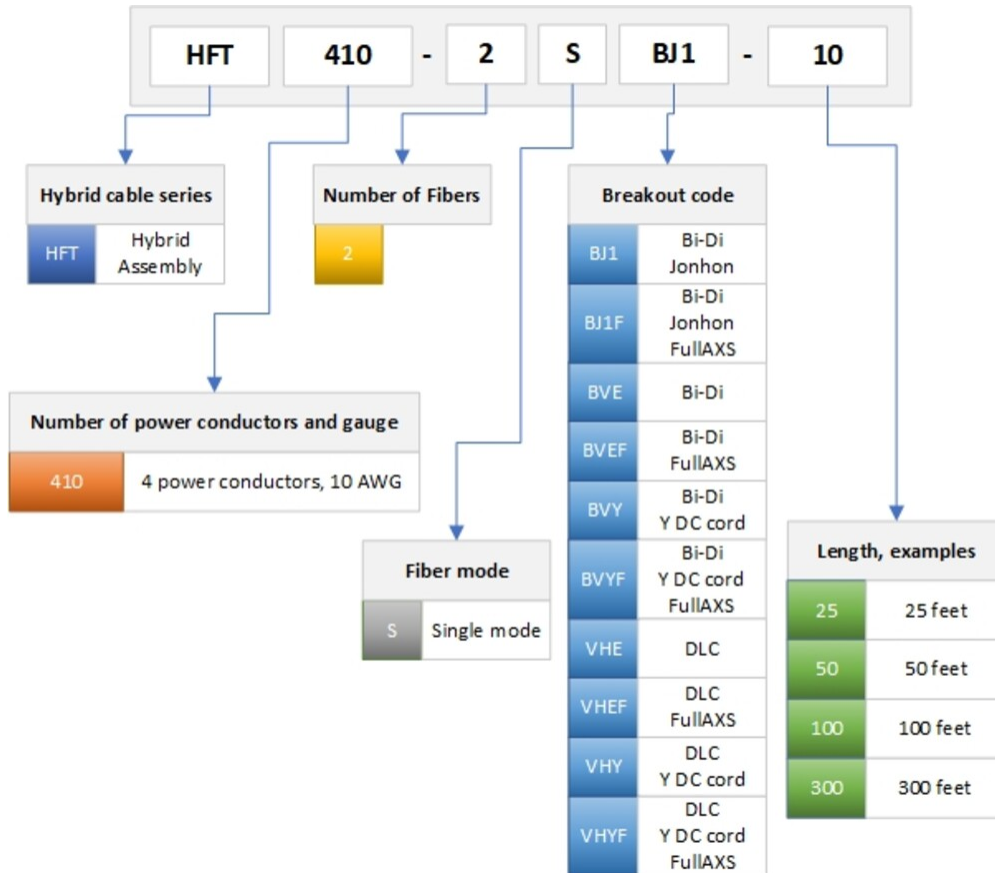 HFT 410 - 2 S BJ1 - 10
Hybrid cable series
HFT
Hybrid
Assembly
Number of Fibers
2
Number of power conductors and gauge
410 4 power conductors, 10 AWG
Fiber mode
S Single mode
Breakout code
BJ1
Bi-Di
Jonhon
BJ1F
Bi-Di
Jonhon
FullAXS
BVE Bi-Di
BVEF
Bi-Di
FullAXS
BVY
Bi-Di
Y DC cord
BVYF
Bi-Di
Y DC cord
FullAXS
VHE DLC
VHEF
DLC
FullAXS
VHY
DLC
Y DC cord
VHYF
DLC
Y DC cord
FullAXS
Length, examples
25 25 feet
50 50 feet
100 100 feet
300 300 feet